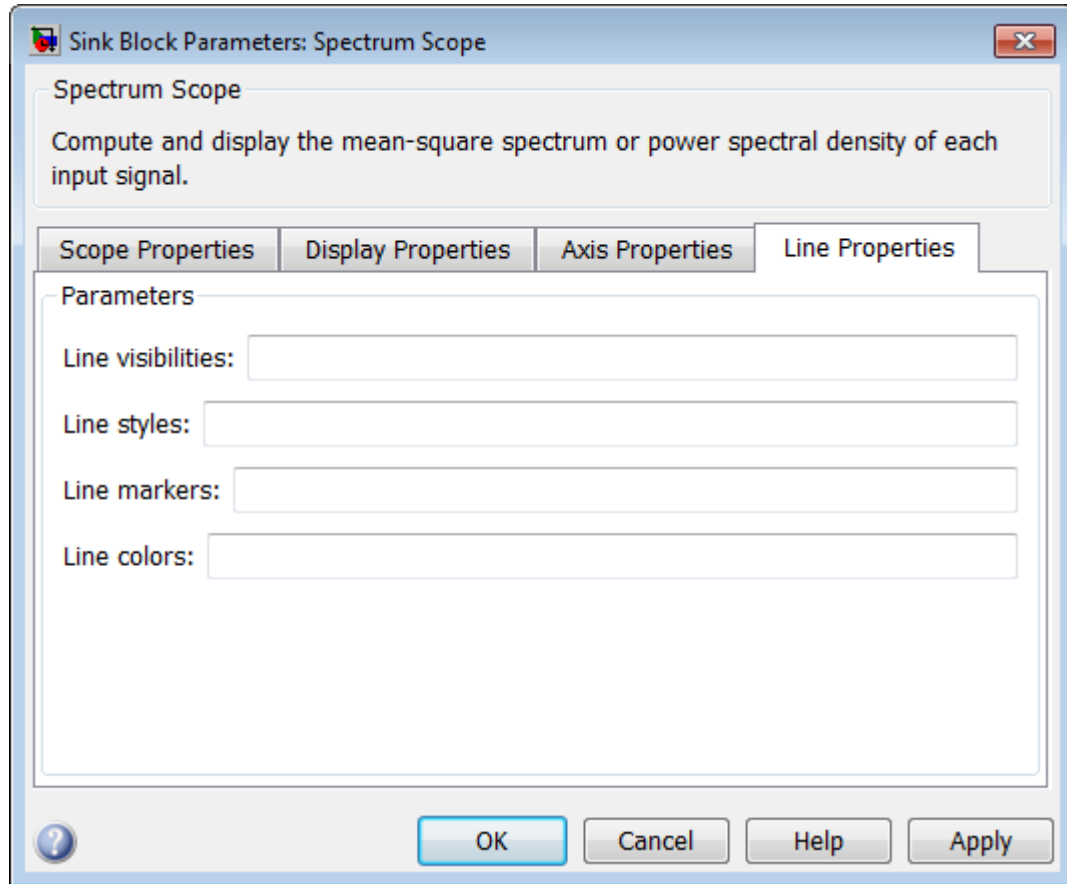 Sink Block Parameters: Spectrum Scope
Spectrum Scope
Compute and display the mean-square spectrum or power spectral density of each
input signal.
Scope Properties
Display Properties
Axis Properties
Line Properties
Parameters
Line visibilities:
Line styles:
Line markers:
Line colors:
?
OK
Cancel
Help
Apply